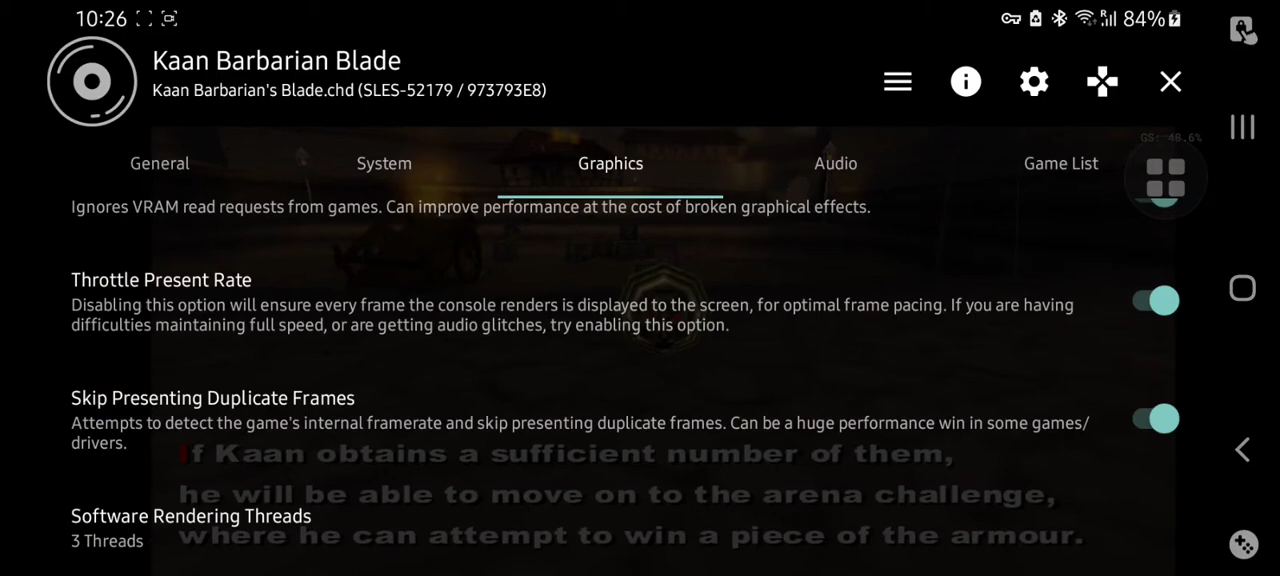 10:26
R
84%
Kaan Barbarian Blade
Kaan Barbarian's Blade.chd (SLES-52179 / 973793E8)
GS: 48.6%
General
System
Graphics
Audio
Game List
Ignores VRAM read requests from games. Can improve performance at the cost of broken graphical effects.
Throttle Present Rate
Disabling this option will ensure every frame the console renders is displayed to the screen, for optimal frame pacing. If you are having
difficulties maintaining full speed, or are getting audio glitches, try enabling this option.
Skip Presenting Duplicate Frames
Attempts to detect the game's internal framerate and skip presenting duplicate frames. Can be a huge performance win in some games/
drivers.
If Kaan obtains a sufficient number of them,
he will be able to move on to the arena challenge,
Software Rendering Threads
where he can attempt to win a piece of the armour.
3 Threads